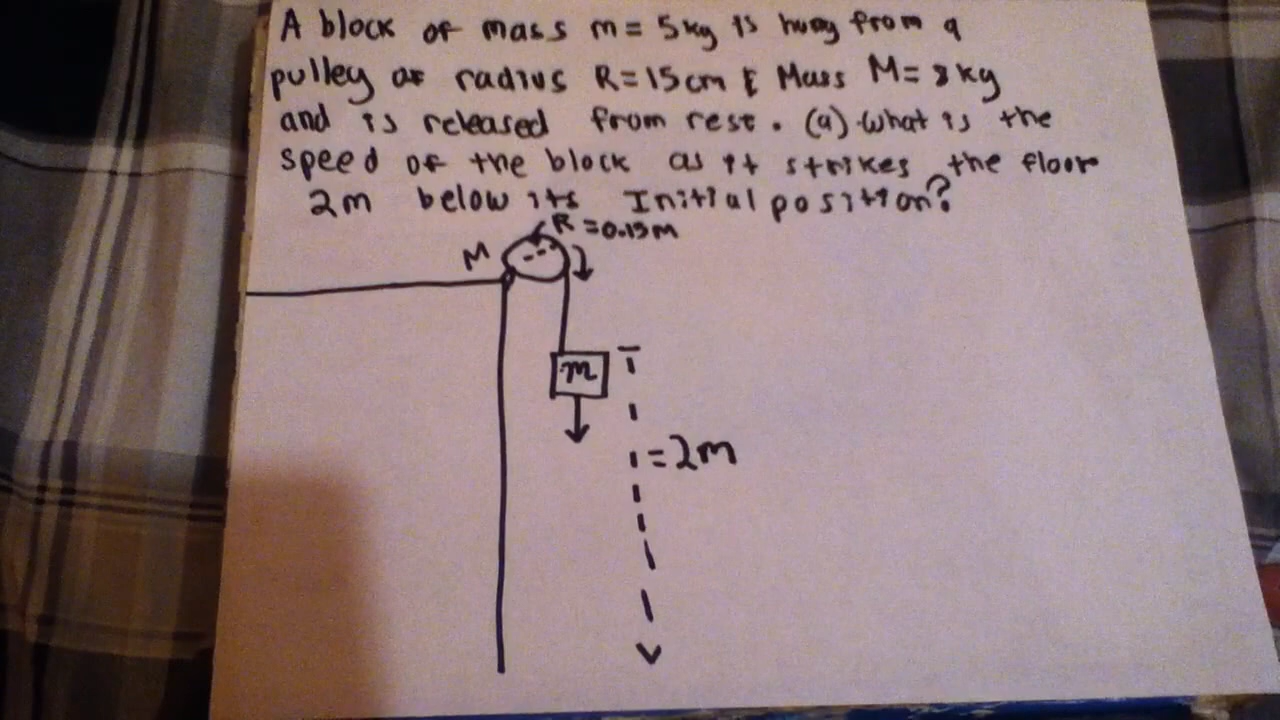 A block of mass m = 5kg is hung from a
pulley of radius R = 15cm & Mass M = 8kg
and is released from rest. (a) what is the
speed of the block as it strikes the floor
2m below its Initial position?
R = 0.15m
M
m
= 2m